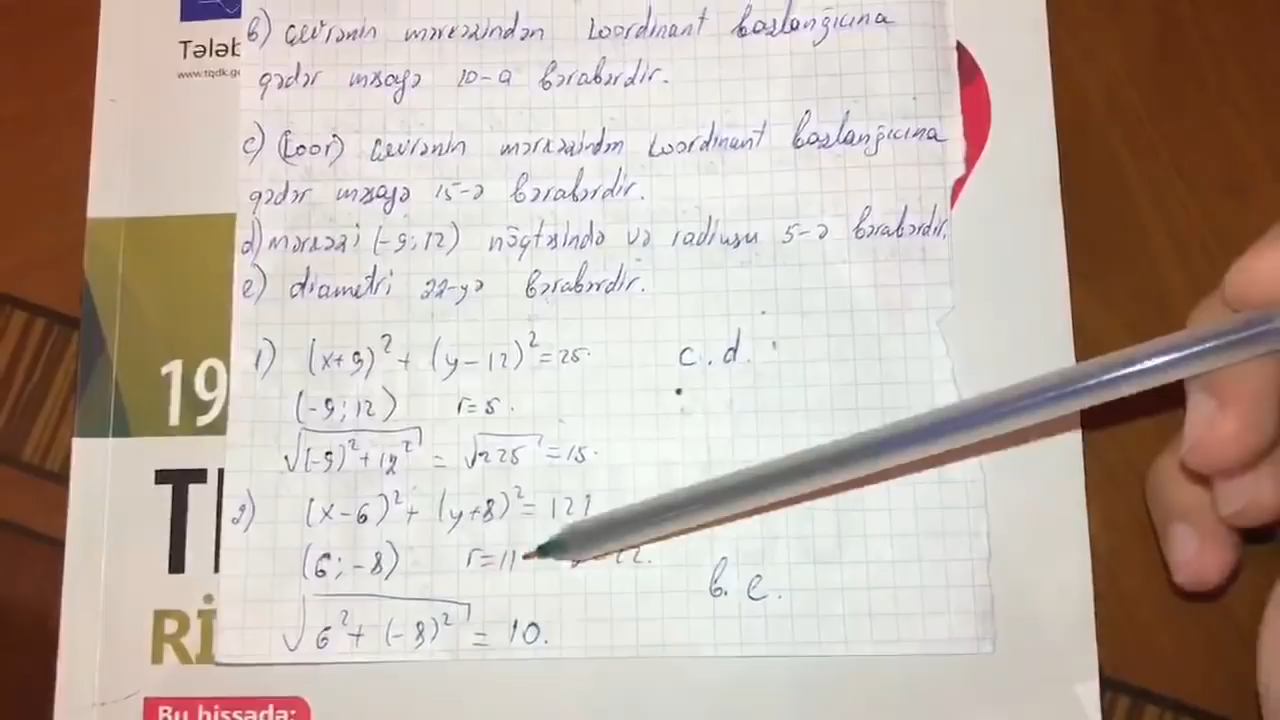 Tələb
www.tqdk.g
b) çevrənin mərkəzindən koordinant başlanğıcına
qədər məsafə 10-a bərabərdir.
c) (koor) çevrənin mərkəzindən koordinant başlanğıcına
qədər məsafə 15-ə bərabərdir.
d) mərkəzi (-9; 12) nöqtəsində və radiusu 5-ə bərabərdir.
e) diametri 22-yə bərabərdir.
1) (x+9)² + (y-12)² = 25. c. d.
(-9; 12) r=5.
√(-9)²+12² = √225 = 15.
2) (x-6)² + (y+8)² = 121
(6; -8) r=11 22.
b. e.
√6²+(-8)² = 10.
19
T
Rİ
Bu hissədə: